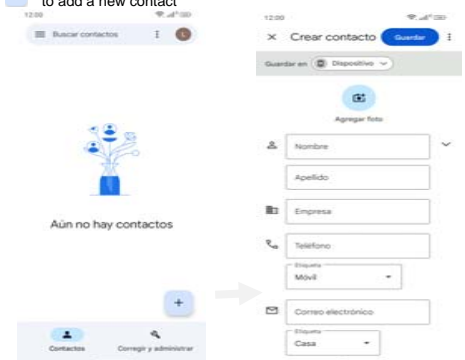 to add a new contact
12:00
Buscar contactos
L
Aún no hay contactos
+
Contactos
Corregir y administrar
12:00
Crear contacto
Guardar
Guardar en
Dispositivo
Agregar foto
Nombre
Apellido
Empresa
Teléfono
Etiqueta
Móvil
Correo electrónico
Etiqueta
Casa